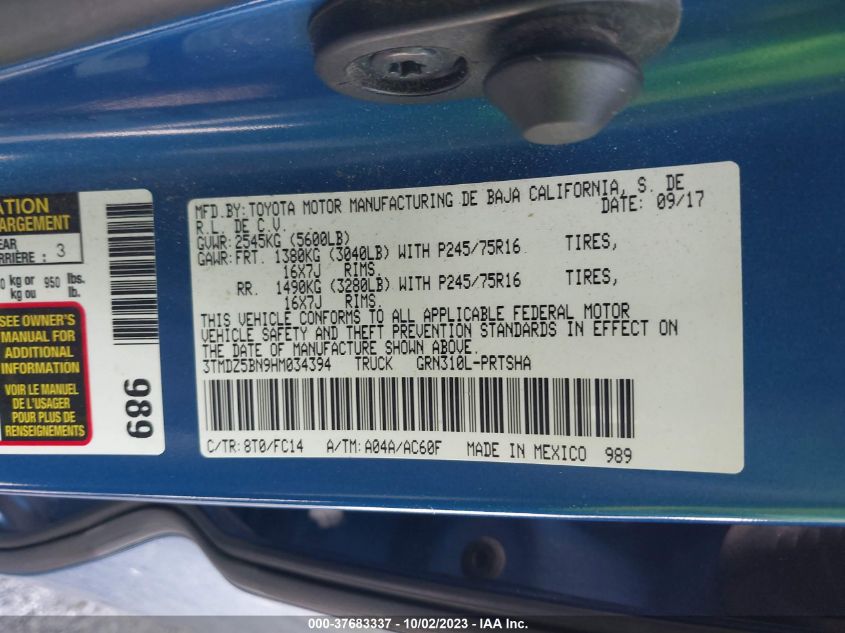 ATION
ARGEMENT
EAR
RRIÈRE : 3
0 kg or 950 lbs.
kg ou lb.
SEE OWNER'S
MANUAL FOR
ADDITIONAL
INFORMATION
VOIR LE MANUEL
DE L'USAGER
POUR PLUS DE
RENSEIGNEMENTS
989
MFD.BY:TOYOTA MOTOR MANUFACTURING DE BAJA CALIFORNIA, S. DE
R.L. DE C.V. DATE: 09/17
GVWR:2545KG (5600LB)
GAWR:FRT. 1380KG (3040LB) WITH P245/75R16 TIRES,
16X7J RIMS.
RR. 1490KG (3280LB) WITH P245/75R16 TIRES,
16X7J RIMS.
THIS VEHICLE CONFORMS TO ALL APPLICABLE FEDERAL MOTOR
VEHICLE SAFETY AND THEFT PREVENTION STANDARDS IN EFFECT ON
THE DATE OF MANUFACTURE SHOWN ABOVE.
3TMDZ5BN9HM034394 TRUCK GRN310L-PRTSHA
C/TR:8T0/FC14 A/TM:A04A/AC60F MADE IN MEXICO 989
000-37683337 - 10/02/2023 - IAA, Inc.